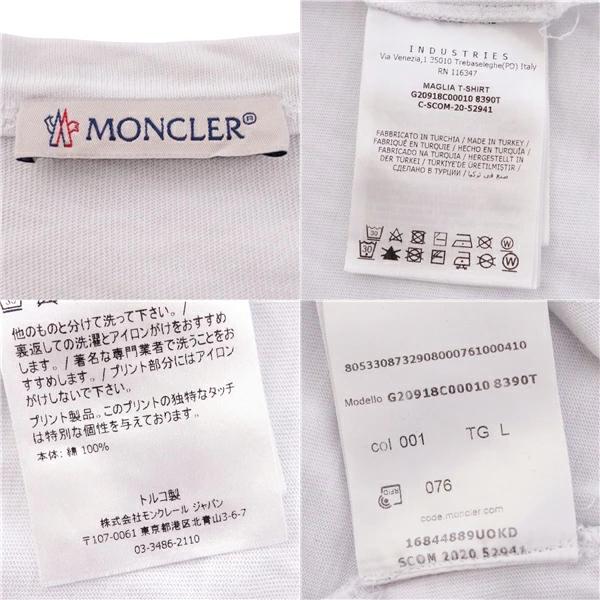 MONCLER®
INDUSTRIES
Via Venezia,1 35010 Trebaseleghe(PD) Italy
RN 116347
MAGLIA T-SHIRT
G20918C00010 8390T
C-SCOM-20-52941
FABBRICATO IN TURCHIA / MADE IN TURKEY
/ FABRIQUÉ EN TURQUIE / HECHO EN TURQUÍA
/ FABRICADO NA TURQUIA / HERGESTELLT IN
DER TÜRKEI / TÜRKIYE'DE ÜRETILMIŞTIR /
СДЕЛАНО В ТУРЦИИ / صنع في تركيا
他のものと分けて洗って下さい。/
裏返しての洗濯とアイロンがけをおすすめ
します。/ 著名な専門業者で洗うことをお
すすめします。/ プリント部分にはアイロン
がけしないで下さい。
プリント製品。このプリントの独特なタッチ
は特別な個性を与えております。
本体: 綿 100%
トルコ製
株式会社モンクレール ジャパン
〒107-0061 東京都港区北青山3-6-7
03-3486-2110
8053308732908000761000410
Modello G20918C00010 8390T
col 001 TG L
RFID 076
code.moncler.com
16844889UOKD
SCOM 2020 52941